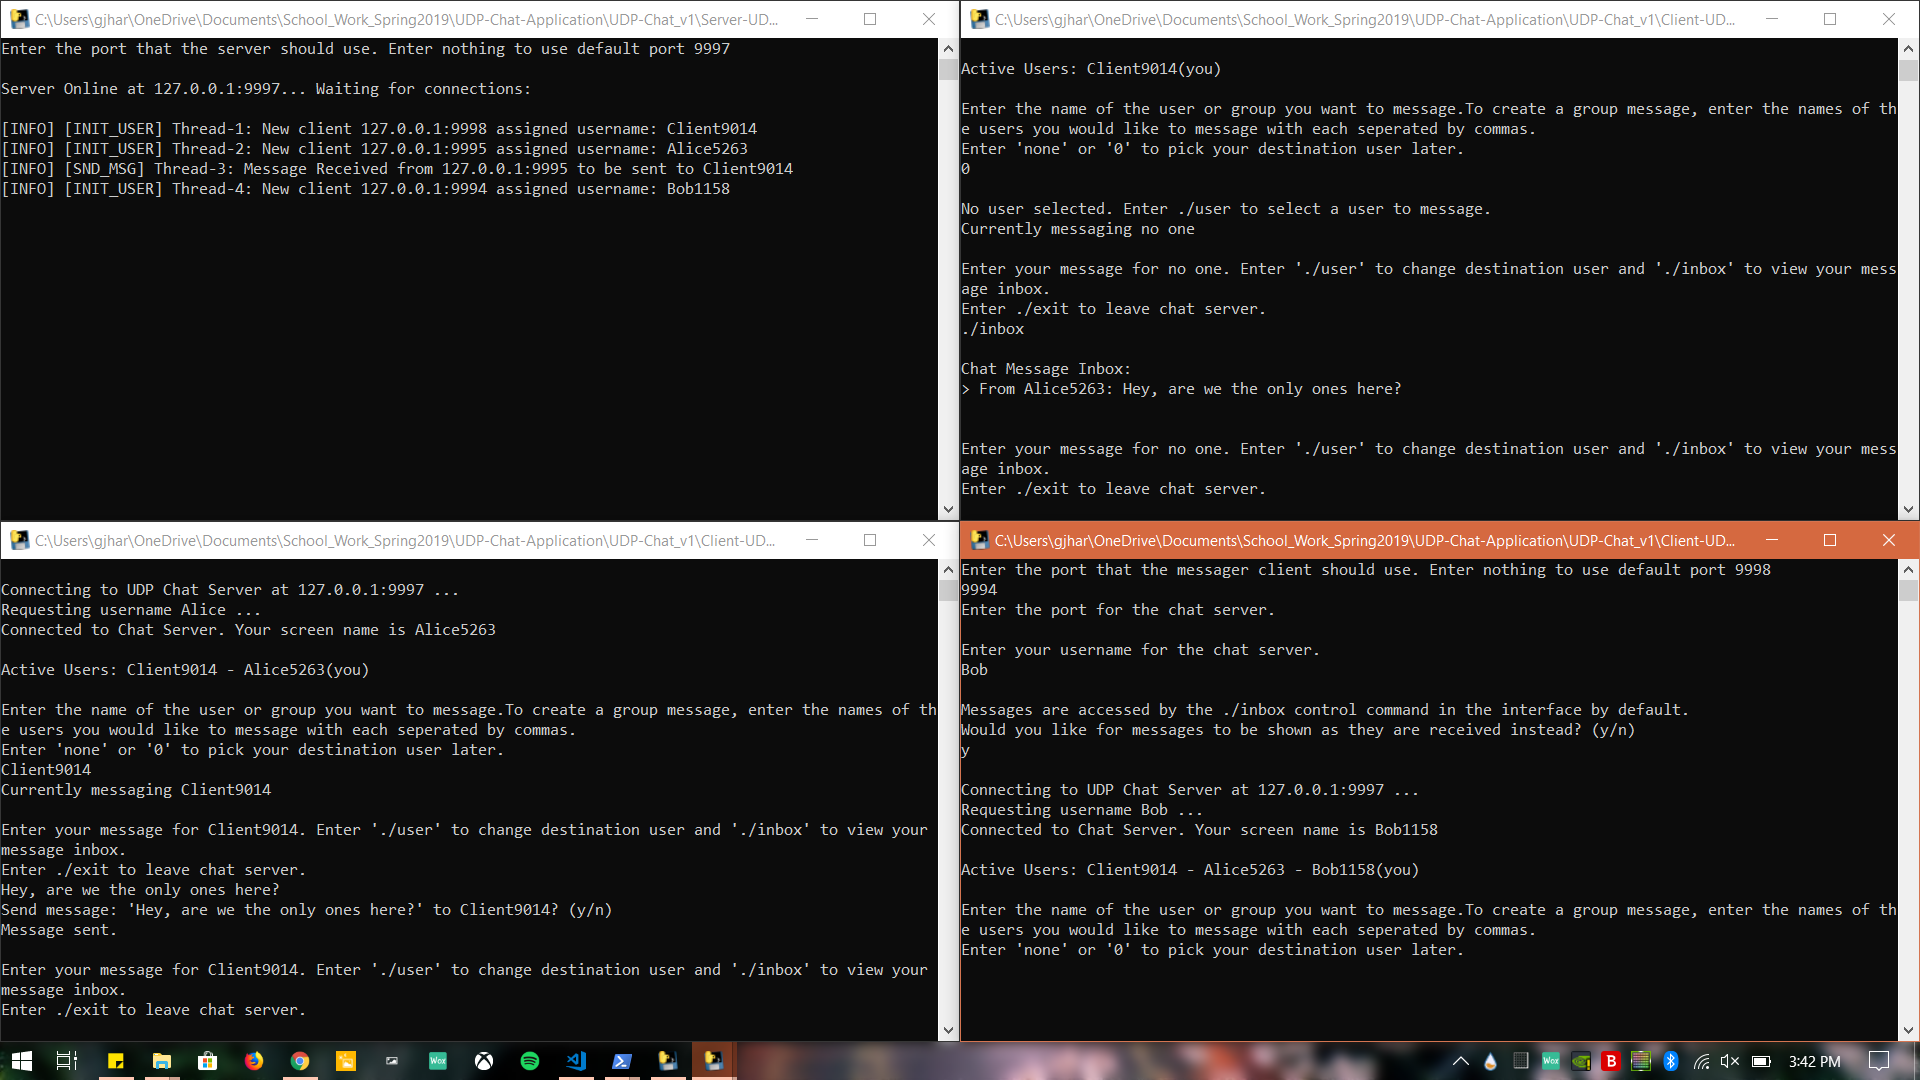 C:\Users\gjhar\OneDrive\Documents\School_Work_Spring2019\UDP-Chat-Application\UDP-Chat_v1\Server-UD...
Enter the port that the server should use. Enter nothing to use default port 9997
Server Online at 127.0.0.1:9997... Waiting for connections:
[INFO] [INIT_USER] Thread-1: New client 127.0.0.1:9998 assigned username: Client9014
[INFO] [INIT_USER] Thread-2: New client 127.0.0.1:9995 assigned username: Alice5263
[INFO] [SND_MSG] Thread-3: Message Received from 127.0.0.1:9995 to be sent to Client9014
[INFO] [INIT_USER] Thread-4: New client 127.0.0.1:9994 assigned username: Bob1158
C:\Users\gjhar\OneDrive\Documents\School_Work_Spring2019\UDP-Chat-Application\UDP-Chat_v1\Client-UD...
Active Users: Client9014(you)
Enter the name of the user or group you want to message.To create a group message, enter the names of th
e users you would like to message with each seperated by commas.
Enter 'none' or '0' to pick your destination user later.
0
No user selected. Enter ./user to select a user to message.
Currently messaging no one
Enter your message for no one. Enter './user' to change destination user and './inbox' to view your mess
age inbox.
Enter ./exit to leave chat server.
./inbox
Chat Message Inbox:
> From Alice5263: Hey, are we the only ones here?
Enter your message for no one. Enter './user' to change destination user and './inbox' to view your mess
age inbox.
Enter ./exit to leave chat server.
C:\Users\gjhar\OneDrive\Documents\School_Work_Spring2019\UDP-Chat-Application\UDP-Chat_v1\Client-UD...
Connecting to UDP Chat Server at 127.0.0.1:9997 ...
Requesting username Alice ...
Connected to Chat Server. Your screen name is Alice5263
Active Users: Client9014 - Alice5263(you)
Enter the name of the user or group you want to message.To create a group message, enter the names of th
e users you would like to message with each seperated by commas.
Enter 'none' or '0' to pick your destination user later.
Client9014
Currently messaging Client9014
Enter your message for Client9014. Enter './user' to change destination user and './inbox' to view your
message inbox.
Enter ./exit to leave chat server.
Hey, are we the only ones here?
Send message: 'Hey, are we the only ones here?' to Client9014? (y/n)
Message sent.
Enter your message for Client9014. Enter './user' to change destination user and './inbox' to view your
message inbox.
Enter ./exit to leave chat server.
C:\Users\gjhar\OneDrive\Documents\School_Work_Spring2019\UDP-Chat-Application\UDP-Chat_v1\Client-UD...
Enter the port that the messager client should use. Enter nothing to use default port 9998
9994
Enter the port for the chat server.
Enter your username for the chat server.
Bob
Messages are accessed by the ./inbox control command in the interface by default.
Would you like for messages to be shown as they are received instead? (y/n)
y
Connecting to UDP Chat Server at 127.0.0.1:9997 ...
Requesting username Bob ...
Connected to Chat Server. Your screen name is Bob1158
Active Users: Client9014 - Alice5263 - Bob1158(you)
Enter the name of the user or group you want to message.To create a group message, enter the names of th
e users you would like to message with each seperated by commas.
Enter 'none' or '0' to pick your destination user later.
Wox
Wox
B
3:42 PM